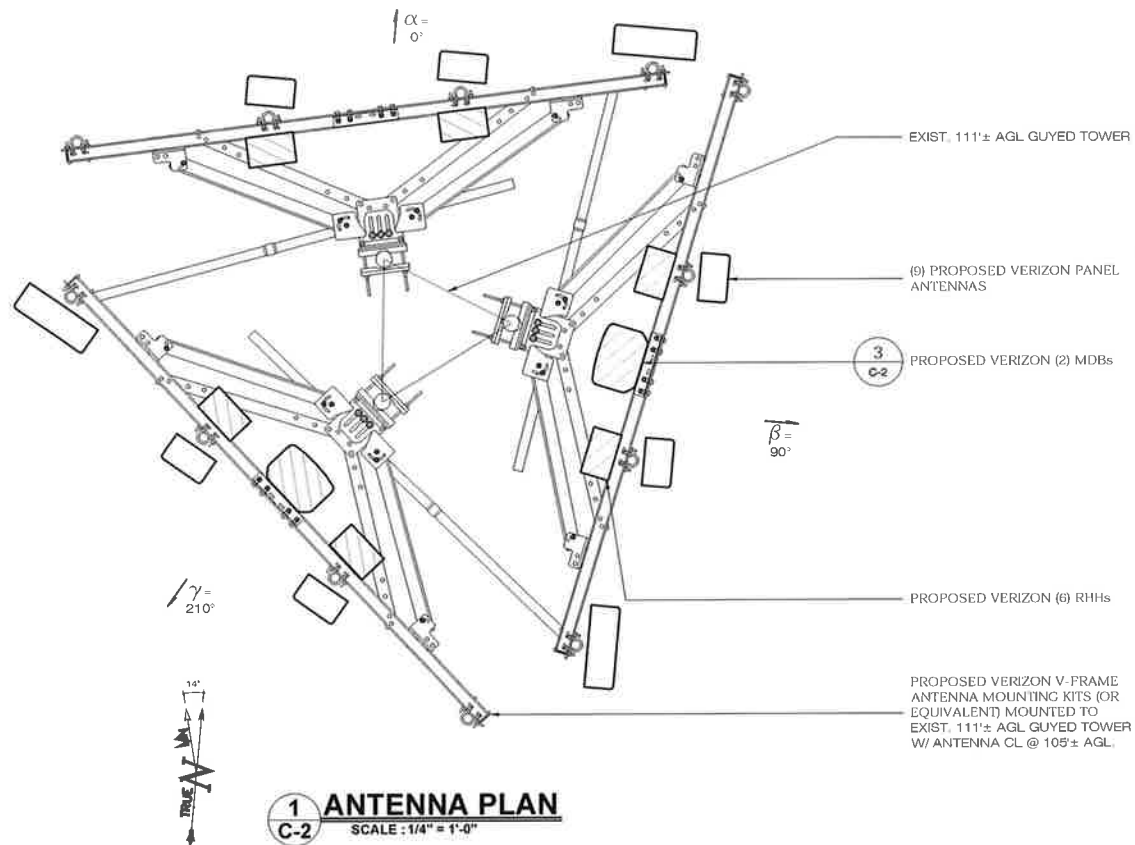 α =
0°
EXIST. 111'± AGL GUYED TOWER
(9) PROPOSED VERIZON PANEL
ANTENNAS
3
C-2
PROPOSED VERIZON (2) MDBs
β =
90°
PROPOSED VERIZON (6) RHHs
γ =
210°
PROPOSED VERIZON V-FRAME
ANTENNA MOUNTING KITS (OR
EQUIVALENT) MOUNTED TO
EXIST. 111'± AGL GUYED TOWER
W/ ANTENNA CL @ 105'± AGL.
14°
TRUE N
1
C-2
ANTENNA PLAN
SCALE : 1/4" = 1'-0"